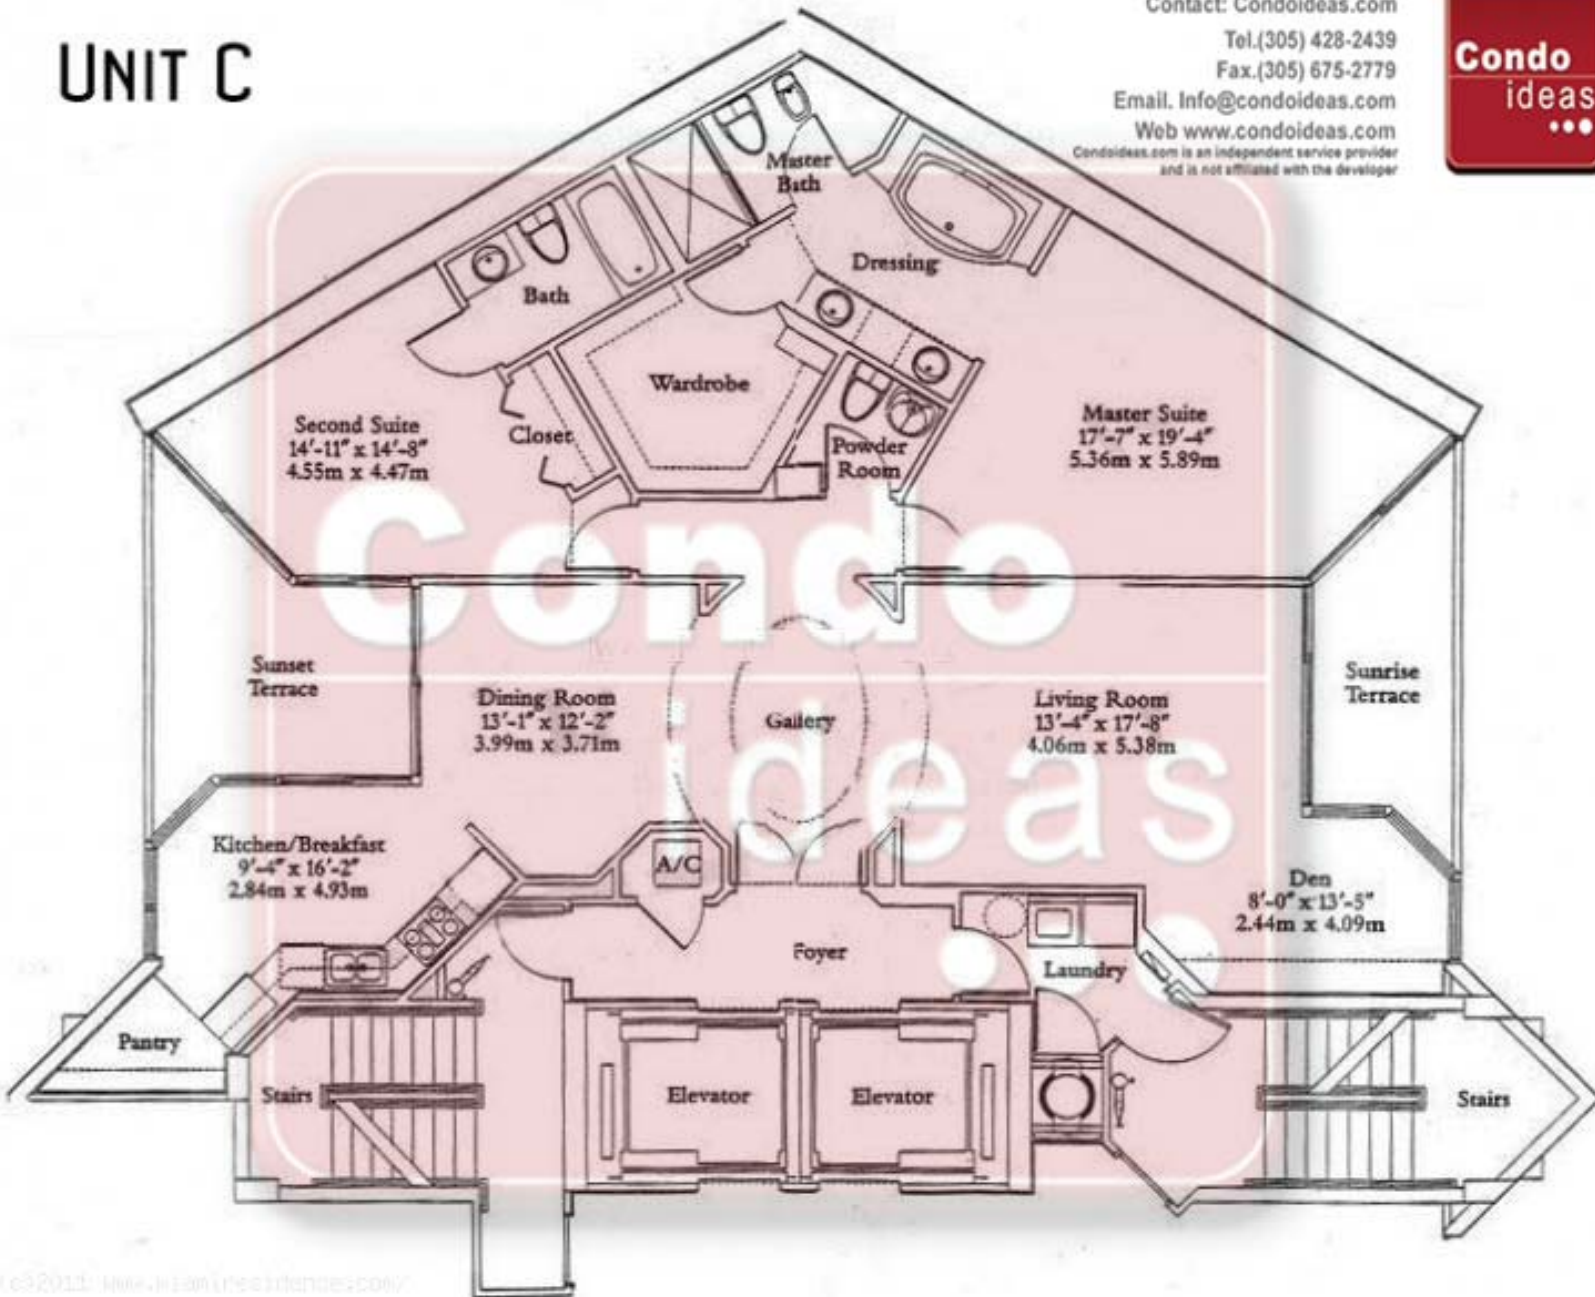 UNIT C
Contact: Condoideas.com
Tel.(305) 428-2439
Fax.(305) 675-2779
Email. Info@condoideas.com
Web www.condoideas.com
Condoideas.com is an independent service provider
and is not affiliated with the developer
Condo
ideas
Master
Bath
Dressing
Bath
Wardrobe
Second Suite
14'-11" x 14'-8"
4.55m x 4.47m
Closet
Powder
Room
Master Suite
17'-7" x 19'-4"
5.36m x 5.89m
Condo
ideas
Sunset
Terrace
Dining Room
13'-1" x 12'-2"
3.99m x 3.71m
Gallery
Living Room
13'-4" x 17'-8"
4.06m x 5.38m
Sunrise
Terrace
Kitchen/Breakfast
9'-4" x 16'-2"
2.84m x 4.93m
A/C
Den
8'-0" x 13'-5"
2.44m x 4.09m
Foyer
Laundry
Pantry
Stairs
Elevator
Elevator
Stairs
(c)2011 www.miamiresidence.com/